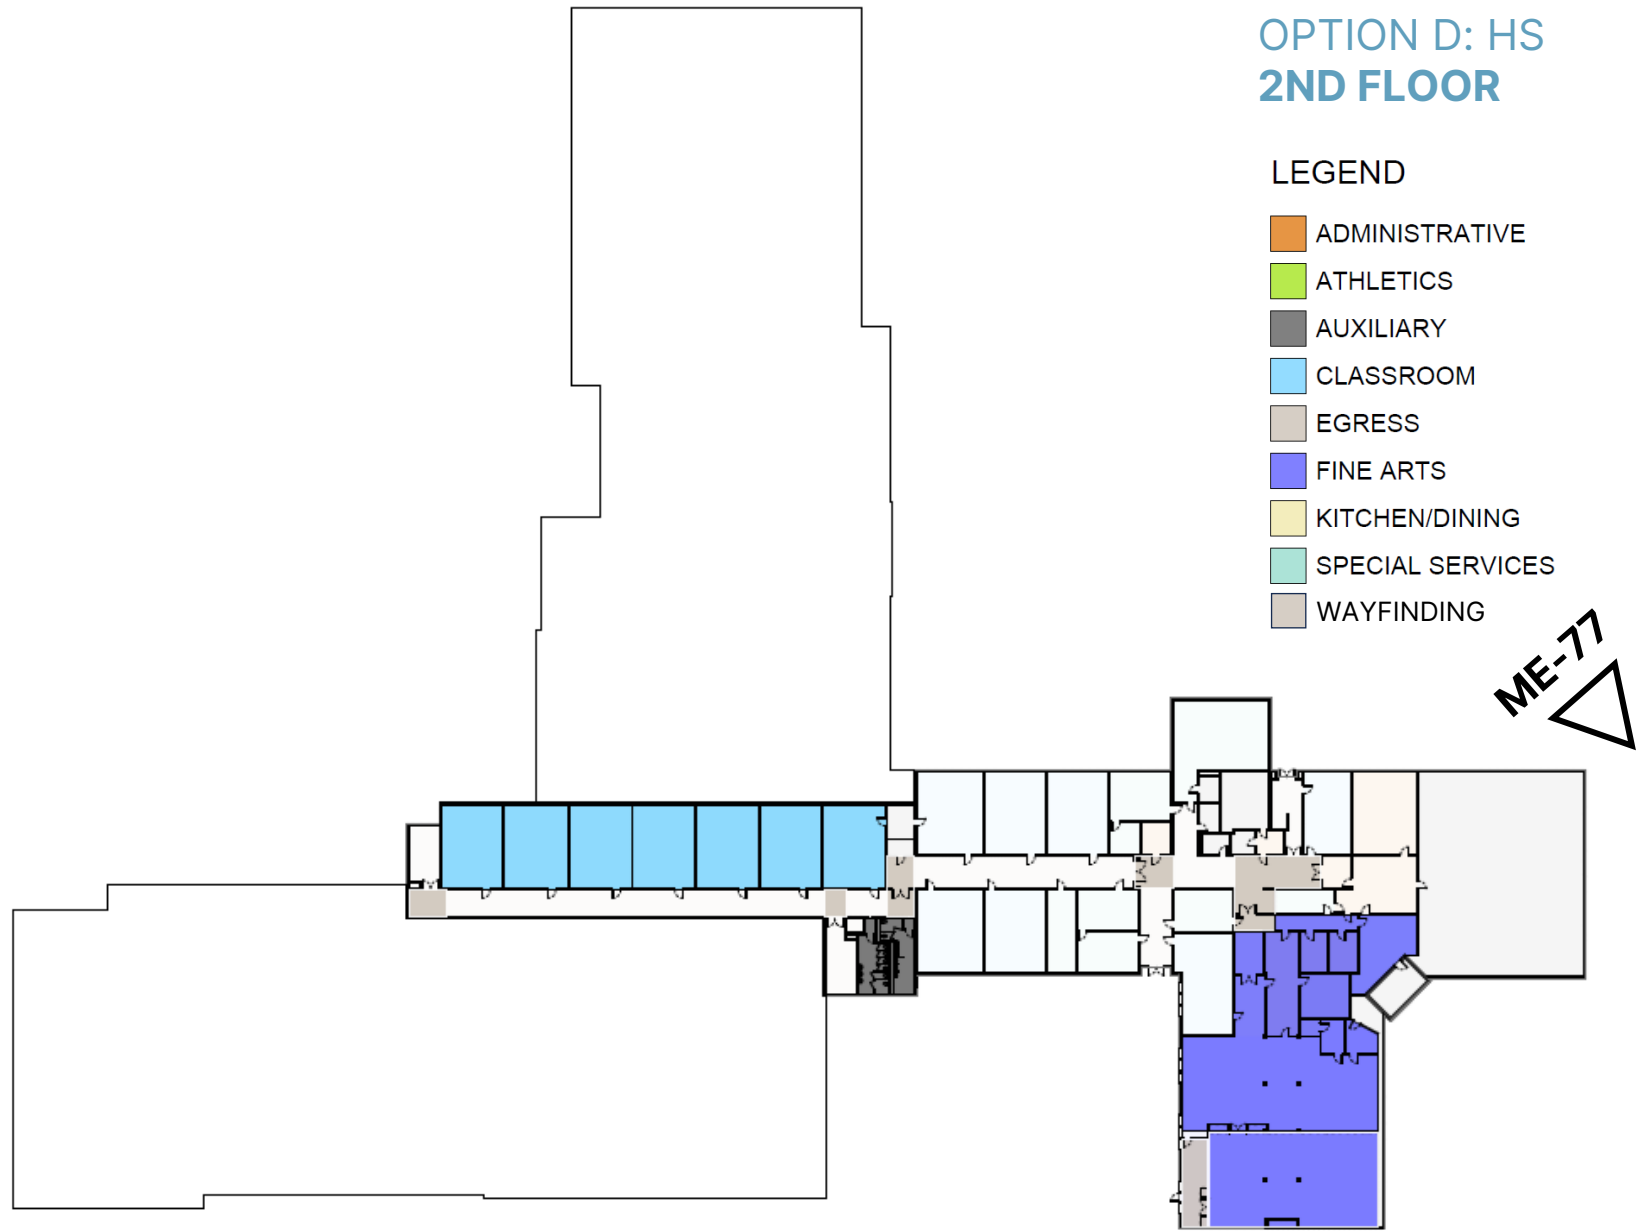 OPTION D: HS
2ND FLOOR
LEGEND
ADMINISTRATIVE
ATHLETICS
AUXILIARY
CLASSROOM
EGRESS
FINE ARTS
KITCHEN/DINING
SPECIAL SERVICES
WAYFINDING
ME-77